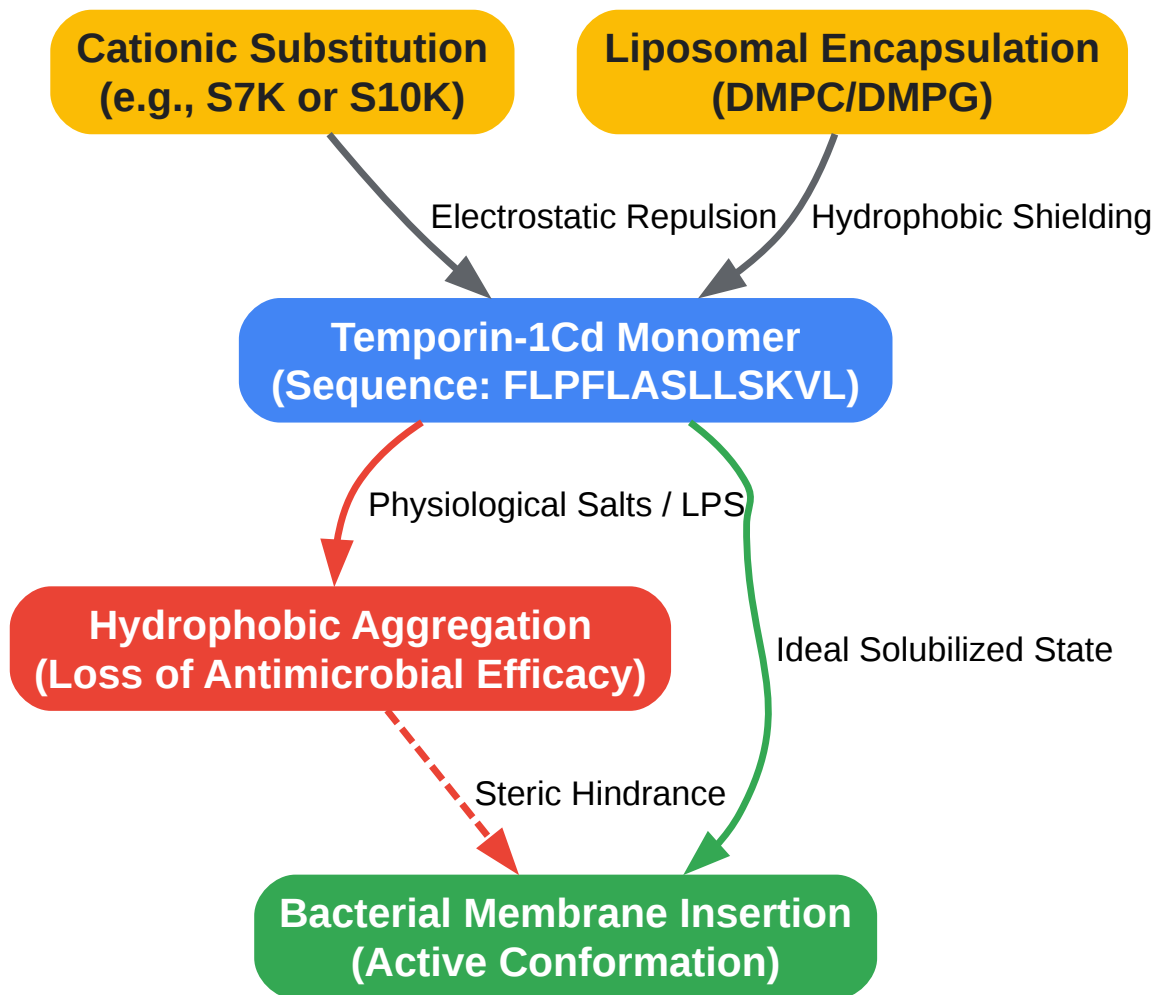 Cationic Substitution
(e.g., S7K or S10K)
Liposomal Encapsulation
(DMPC/DMPG)
Electrostatic Repulsion
Hydrophobic Shielding
Temporin-1Cd Monomer
(Sequence: FLPFLASLLSKVL)
Physiological Salts / LPS
Hydrophobic Aggregation
(Loss of Antimicrobial Efficacy)
Ideal Solubilized State
Steric Hindrance
Bacterial Membrane Insertion
(Active Conformation)